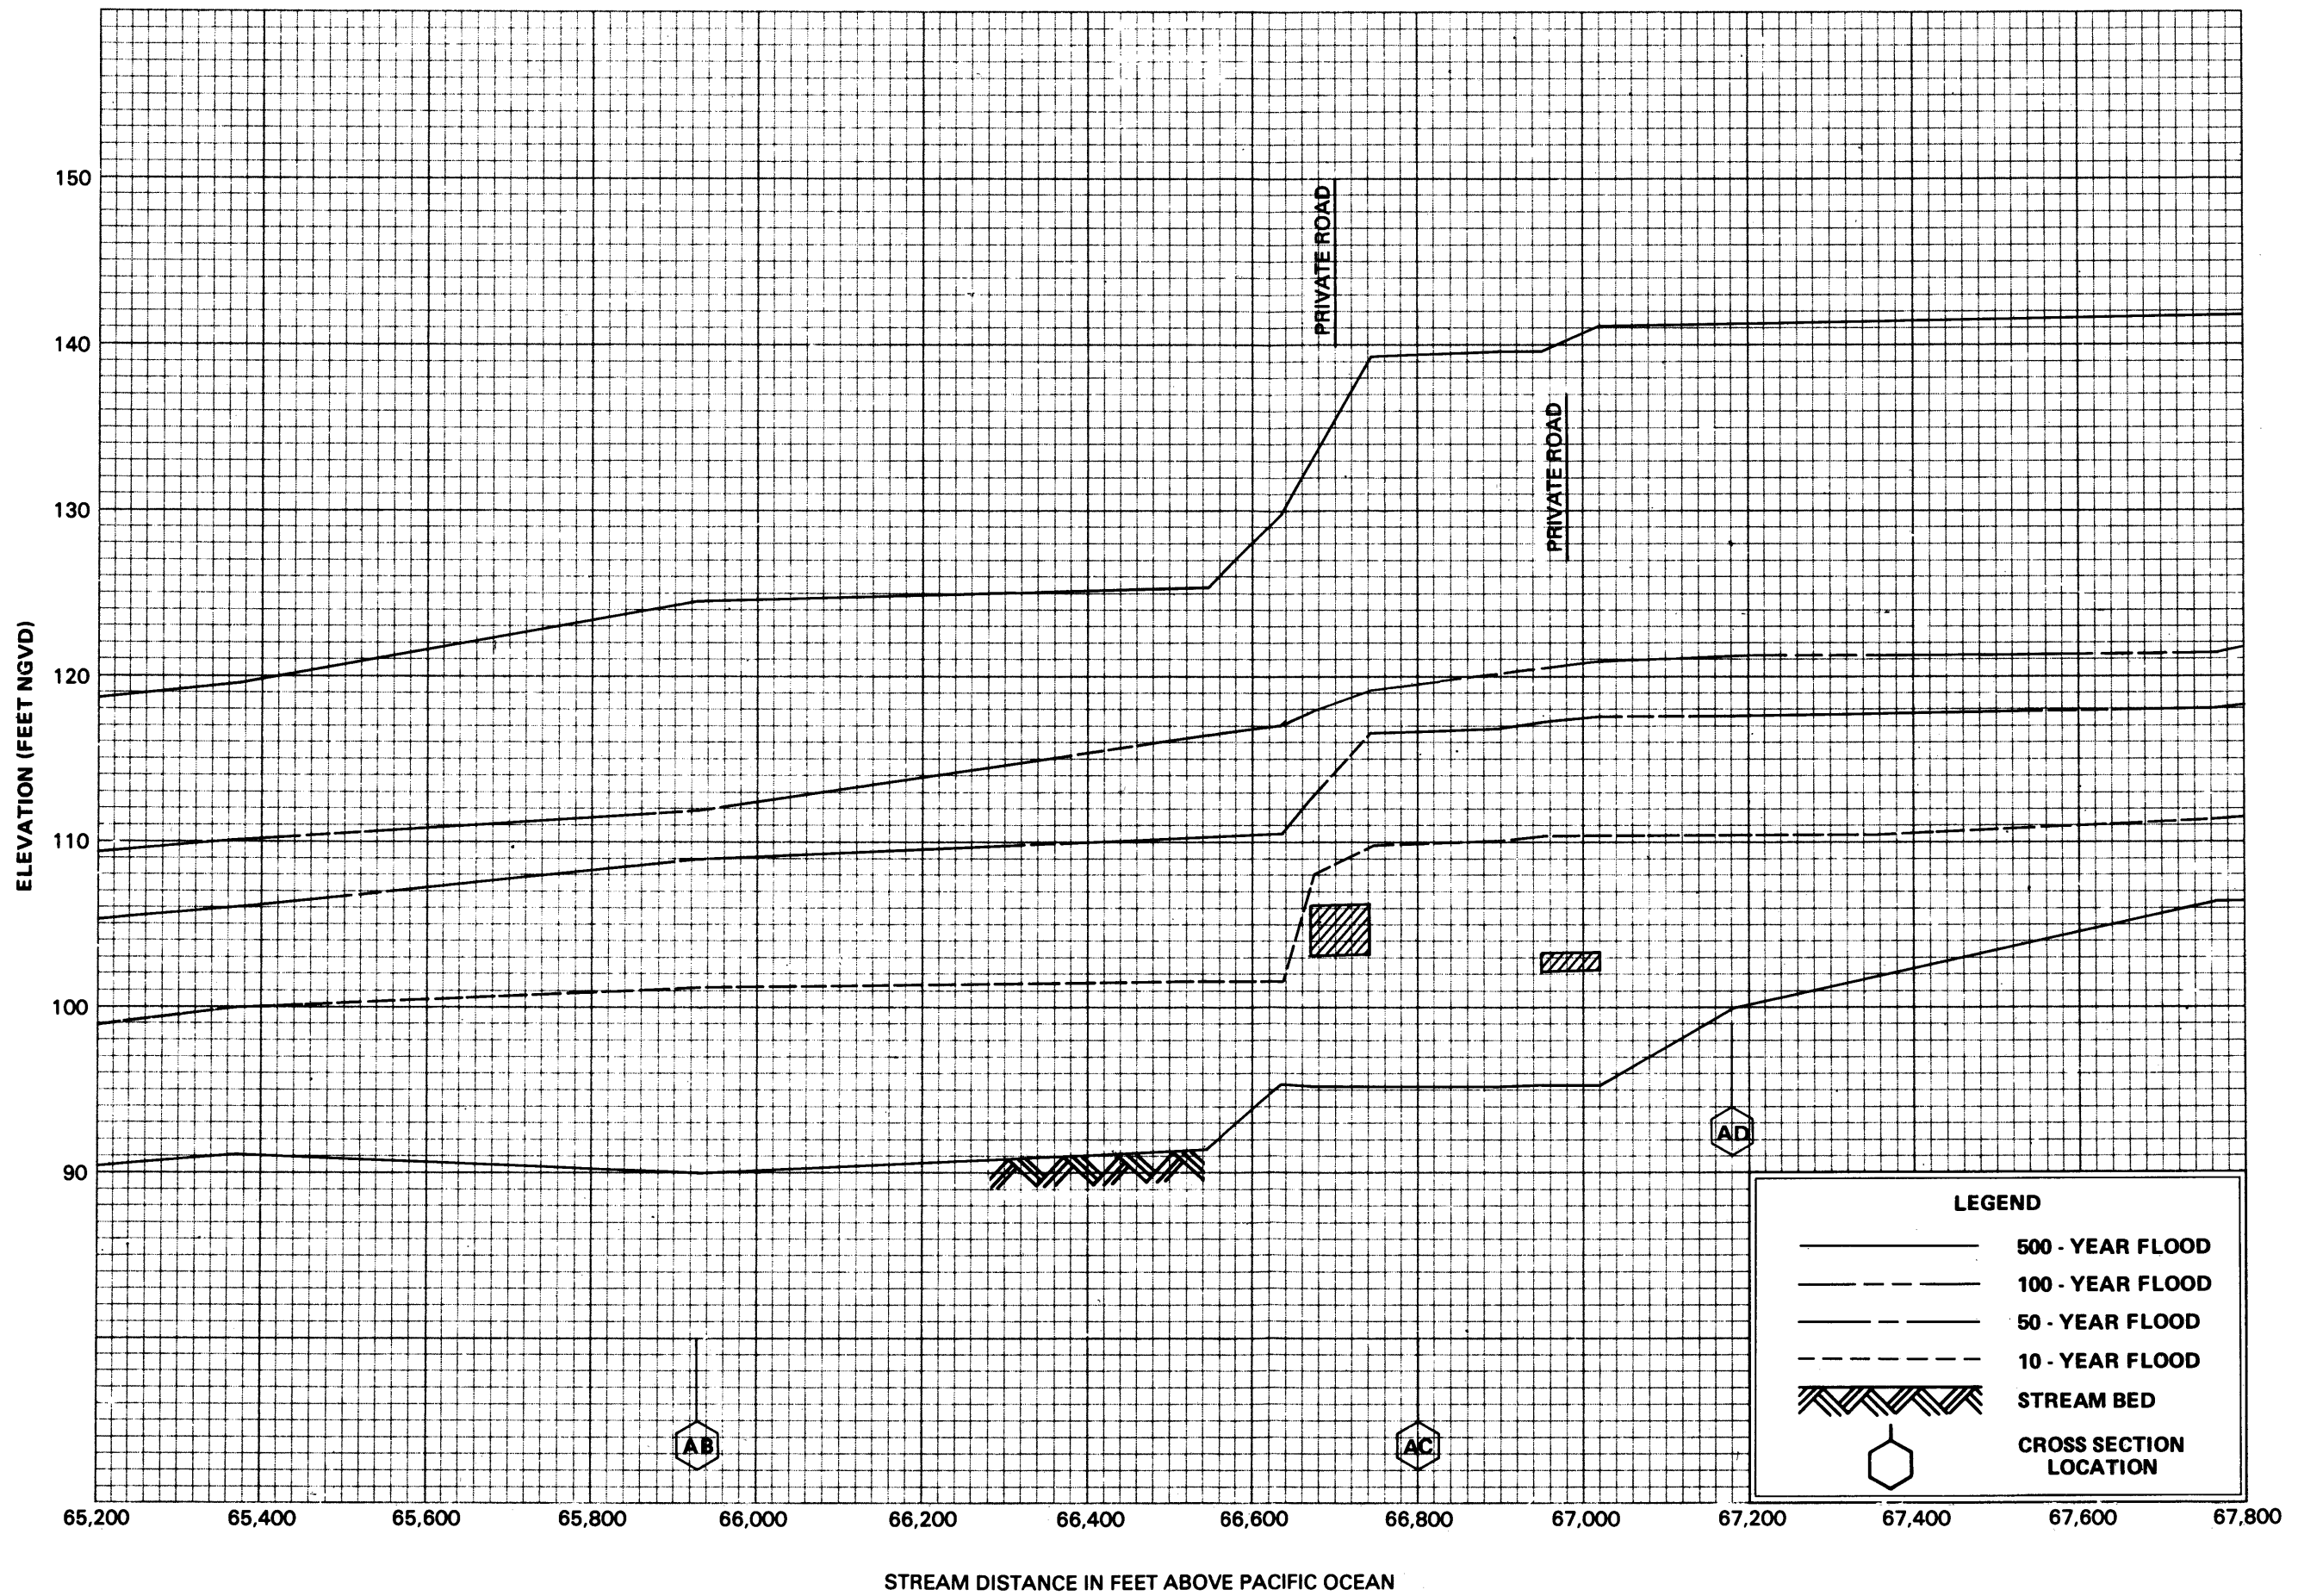 ELEVATION (FEET NGVD)
150
140
130
120
110
100
90
PRIVATE ROAD
PRIVATE ROAD
AB
AC
AD
LEGEND
500 - YEAR FLOOD
100 - YEAR FLOOD
50 - YEAR FLOOD
10 - YEAR FLOOD
STREAM BED
CROSS SECTION
LOCATION
65,200 65,400 65,600 65,800 66,000 66,200 66,400 66,600 66,800 67,000 67,200 67,400 67,600 67,800
STREAM DISTANCE IN FEET ABOVE PACIFIC OCEAN